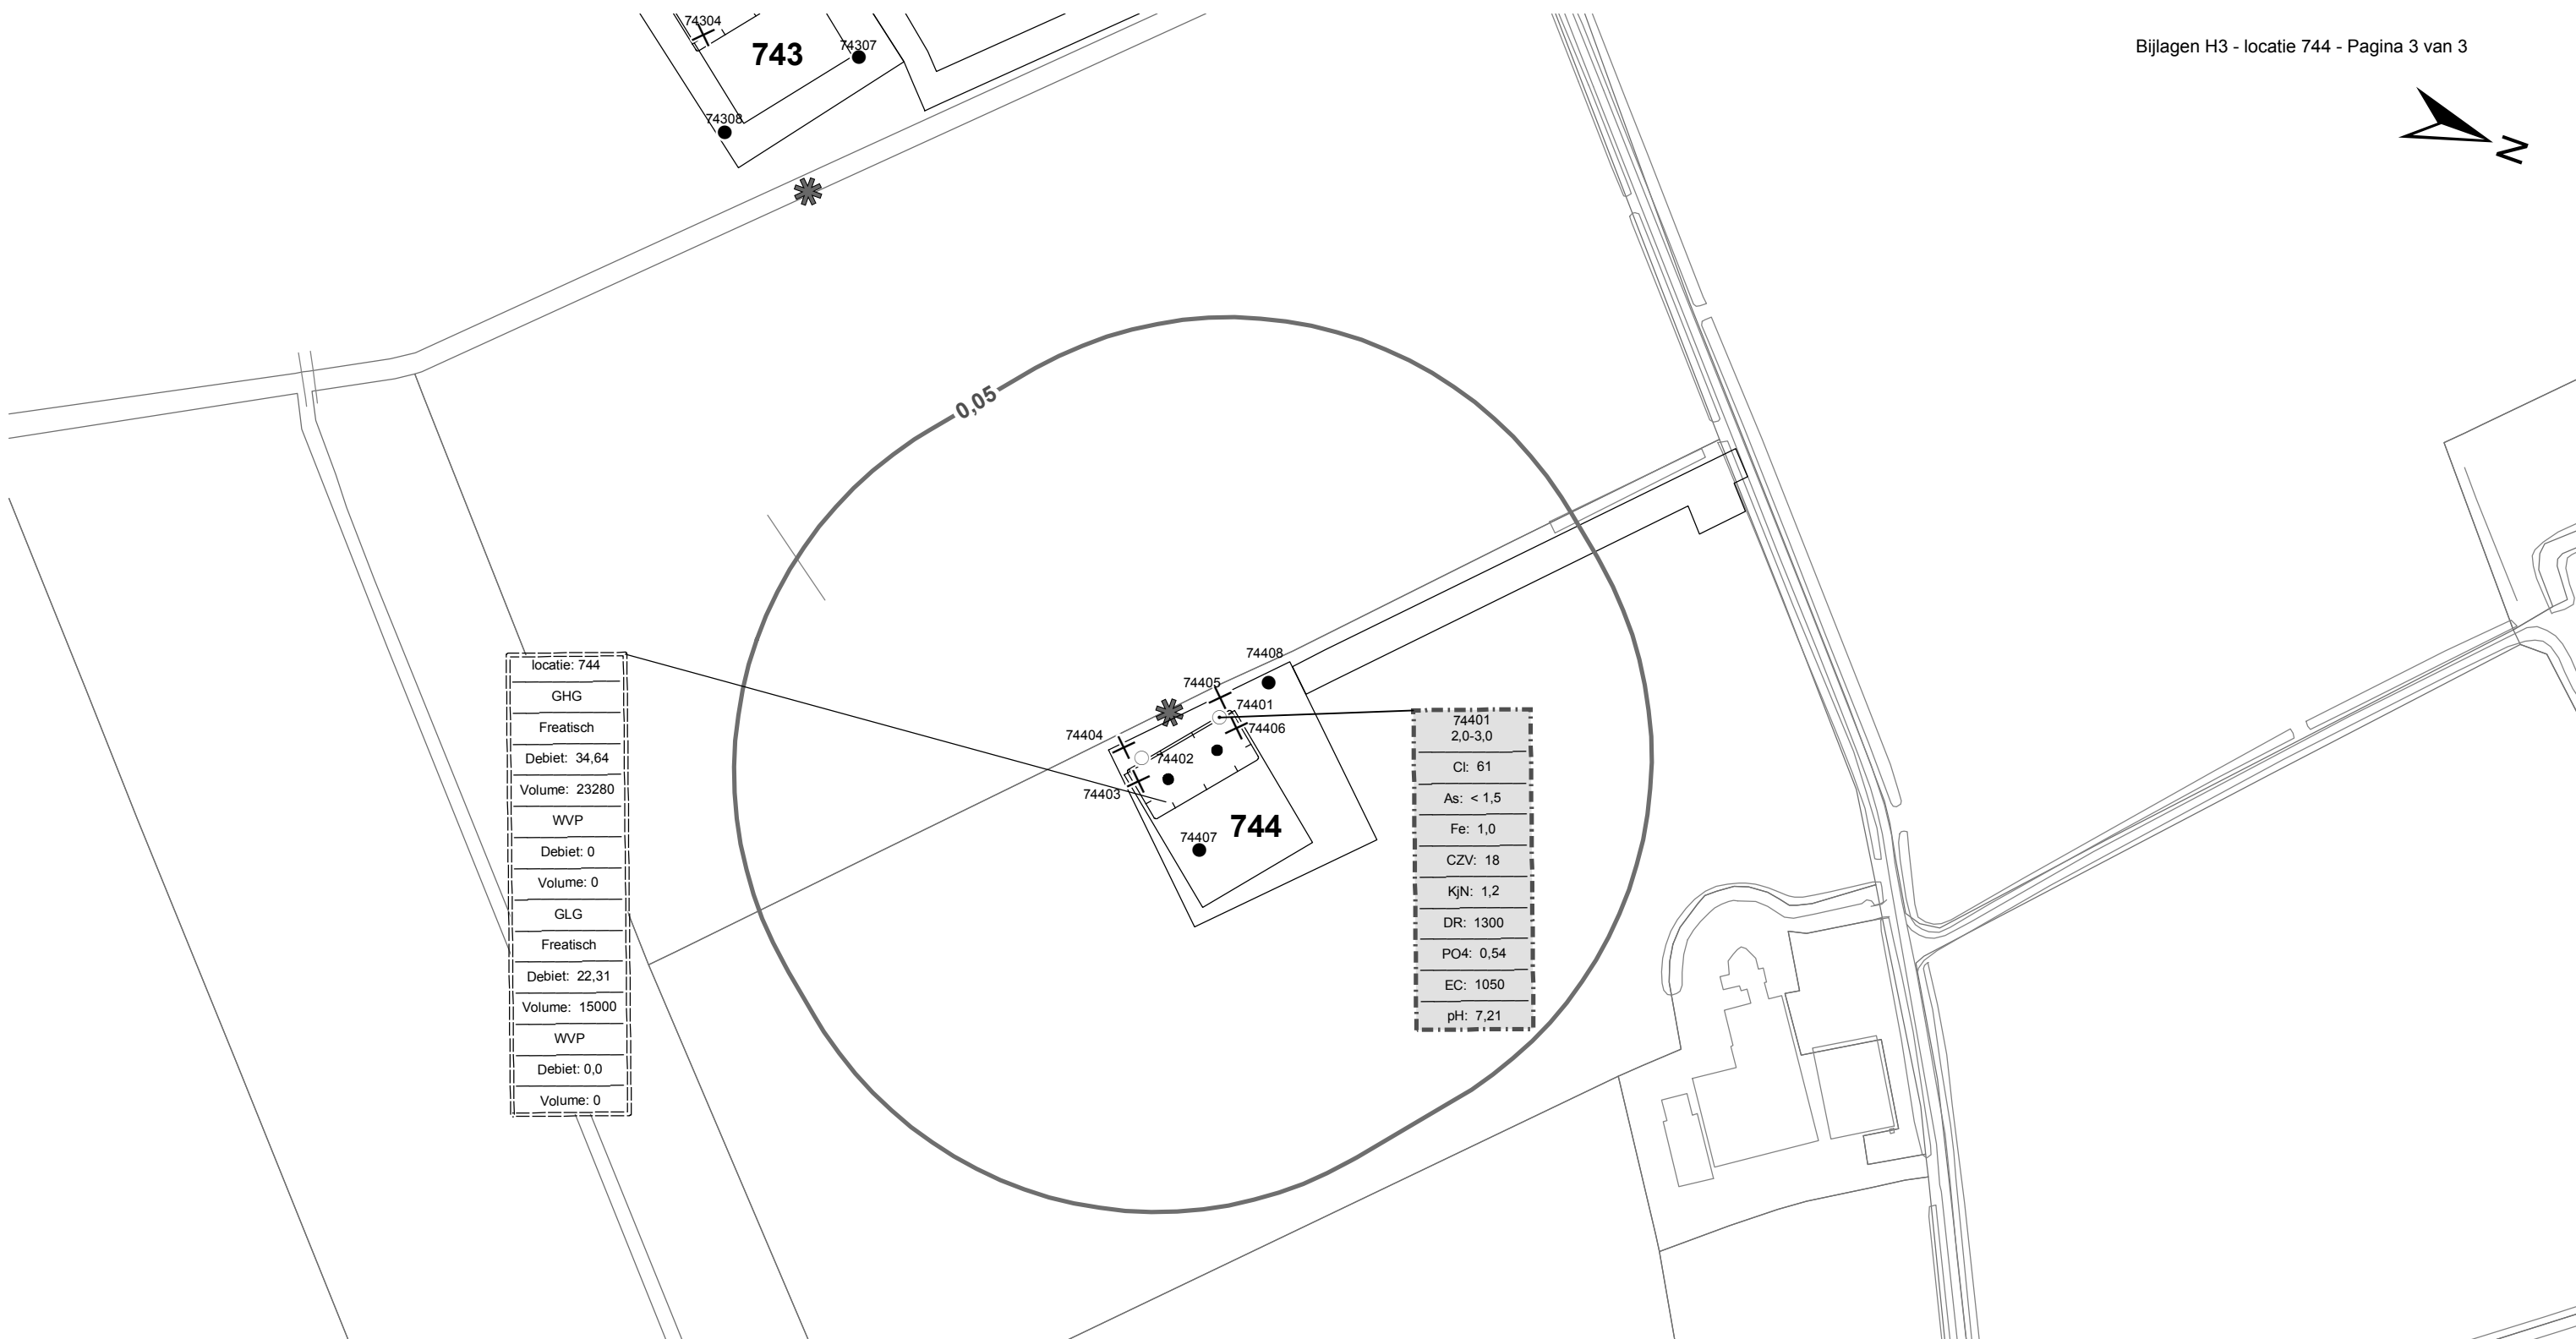 Bijlagen H3 - locatie 744 - Pagina 3 van 3
N
74304
743
74307
74308
0,05
locatie: 744
GHG
Freatisch
Debiet: 34,64
Volume: 23280
WVP
Debiet: 0
Volume: 0
GLG
Freatisch
Debiet: 22,31
Volume: 15000
WVP
Debiet: 0,0
Volume: 0
74408
74405
74401
74406
74404
74402
74403
744
74407
74401
2,0-3,0
Cl: 61
As: < 1,5
Fe: 1,0
CZV: 18
KjN: 1,2
DR: 1300
PO4: 0,54
EC: 1050
pH: 7,21